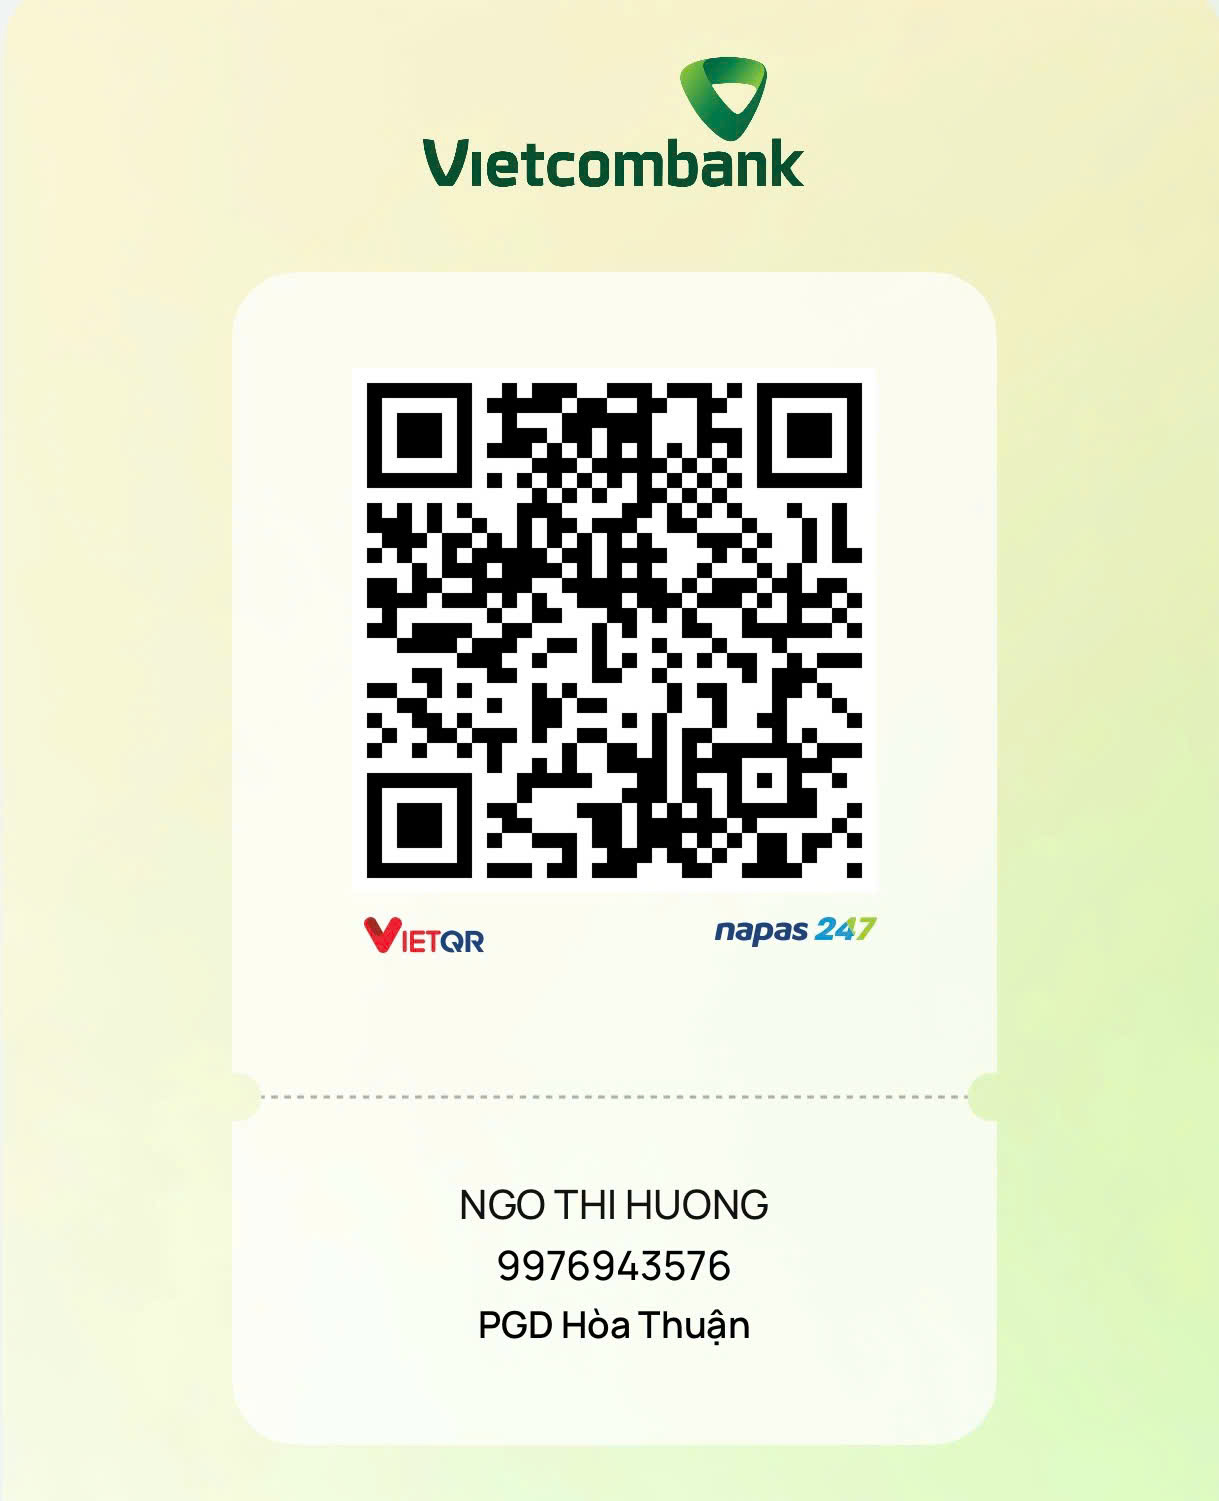 Vietcombank
VIETQR
napas 247
NGO THI HUONG
9976943576
PGD Hòa Thuận